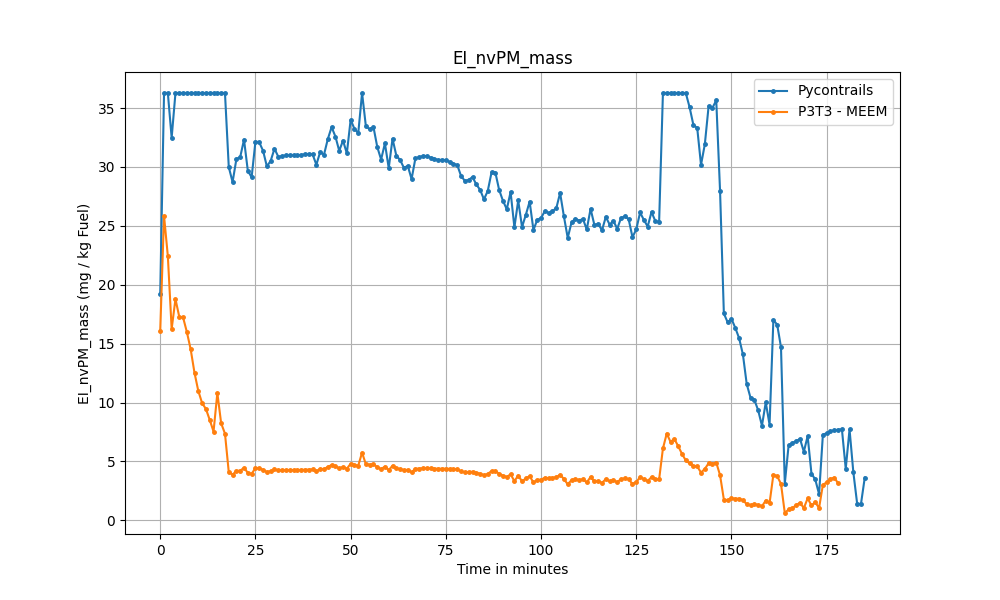 EI_nvPM_mass
Pycontrails
P3T3 - MEEM
EI_nvPM_mass (mg / kg Fuel)
35
30
25
20
15
10
5
0
0 25 50 75 100 125 150 175
Time in minutes